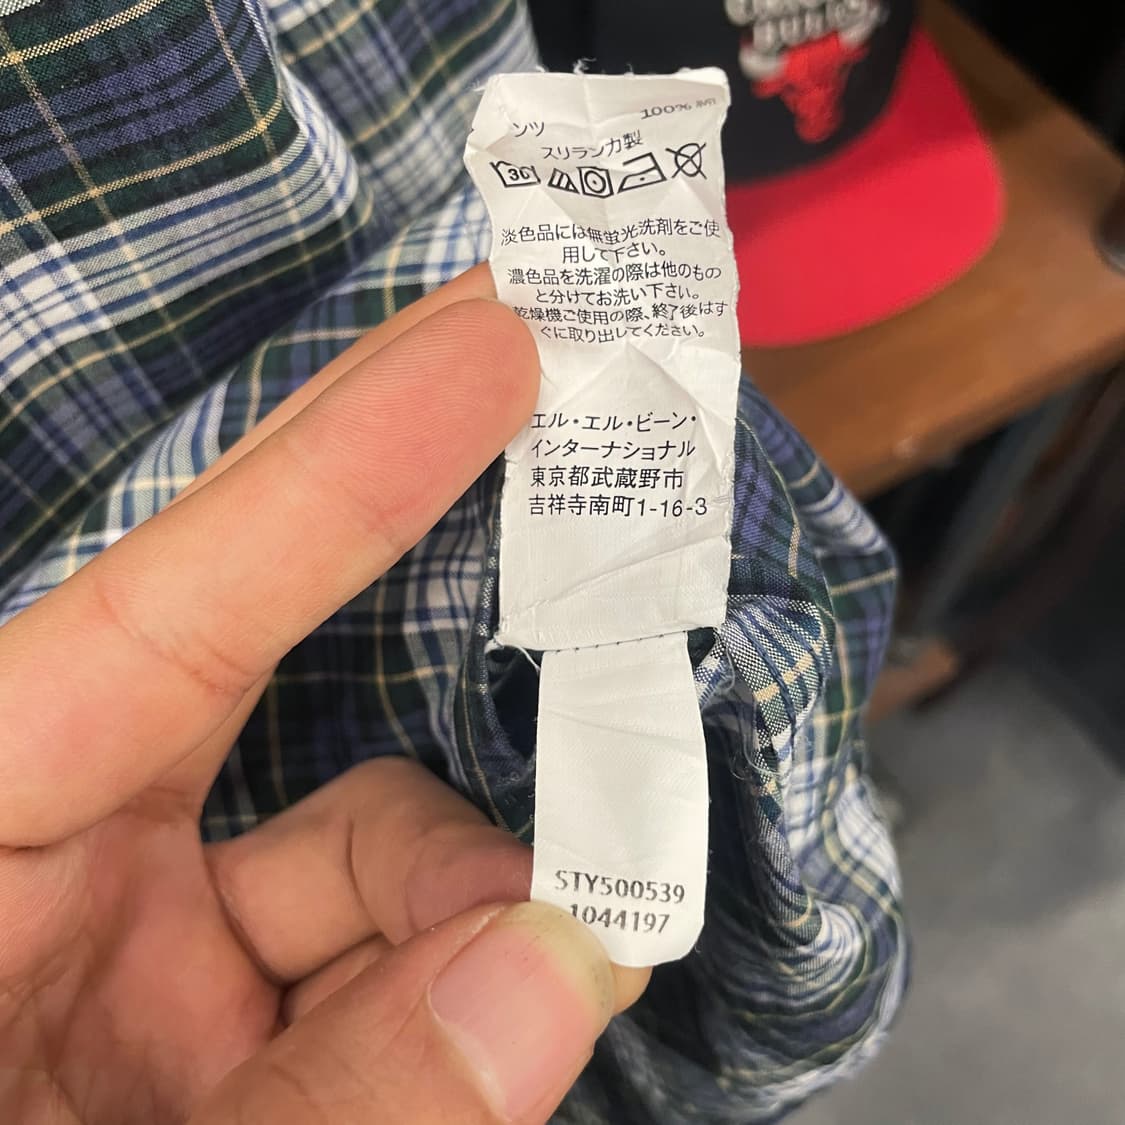 BULLS
100% 綿
ンツ
スリランカ製
30
淡色品には無蛍光洗剤をご使
用して下さい。
濃色品を洗濯の際は他のもの
と分けてお洗い下さい。
乾燥機ご使用の際、終了後はす
ぐに取り出してください。
エル・エル・ビーン・
インターナショナル
東京都武蔵野市
吉祥寺南町1-16-3
STY500539
1044197